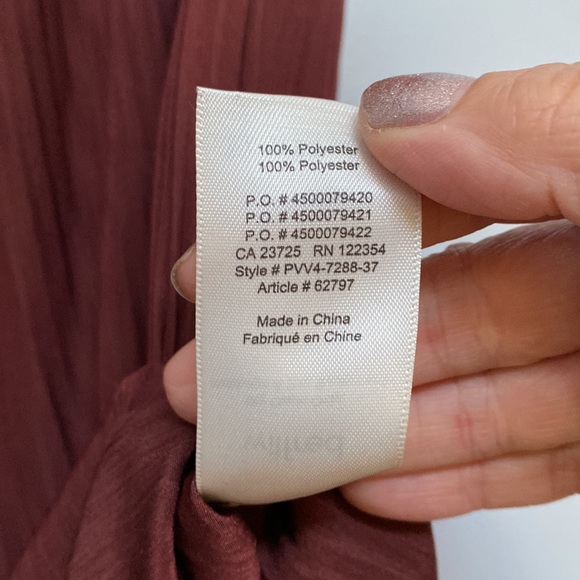 100% Polyester
100% Polyester
P.O. # 4500079420
P.O. # 4500079421
P.O. # 4500079422
CA 23725 RN 122354
Style # PVV4-7288-37
Article # 62797
Made in China
Fabriqué en Chine